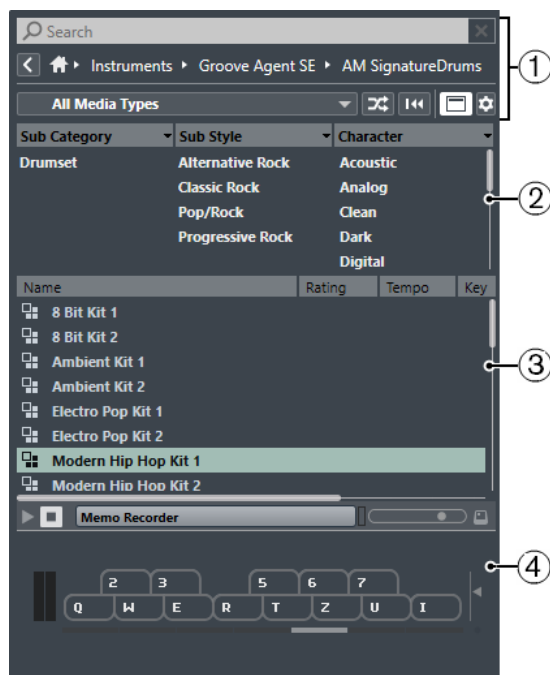 Search
Instruments Groove Agent SE AM SignatureDrums
①
All Media Types
Sub Category Sub Style Character
Drumset Alternative Rock Acoustic
Classic Rock Analog
②
Pop/Rock Clean
Progressive Rock Dark
Digital
Name Rating Tempo Key
8 Bit Kit 1
8 Bit Kit 2
Ambient Kit 1
③
Ambient Kit 2
Electro Pop Kit 1
Electro Pop Kit 2
Modern Hip Hop Kit 1
Modern Hip Hop Kit 2
Memo Recorder
④
2 3 5 6 7
Q W E R T Z U I